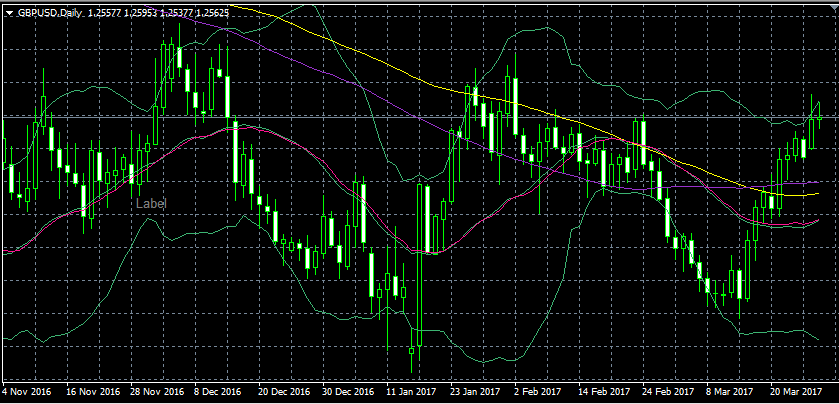 GBPUSD,Daily 1.25577 1.25953 1.25377 1.25625
Label
4 Nov 2016 16 Nov 2016 28 Nov 2016 8 Dec 2016 20 Dec 2016 30 Dec 2016 11 Jan 2017 23 Jan 2017 2 Feb 2017 14 Feb 2017 24 Feb 2017 8 Mar 2017 20 Mar 2017